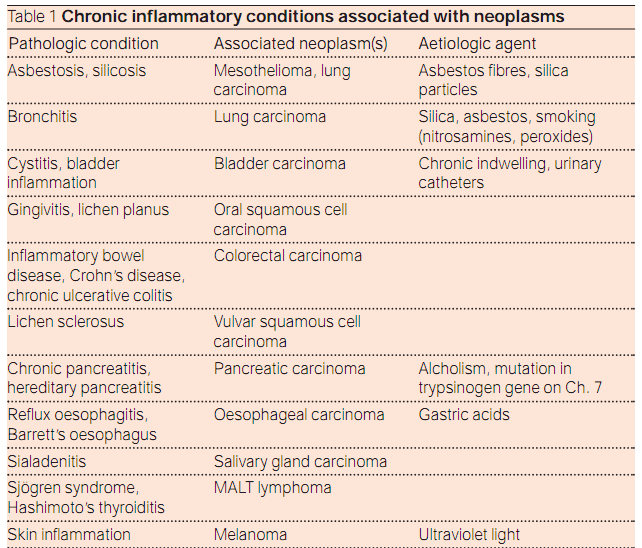 Table 1 Chronic inflammatory conditions associated with neoplasms
Pathologic condition Associated neoplasm(s) Aetiologic agent
Asbestosis, silicosis Mesothelioma, lung Asbestos fibres, silica
carcinoma particles
Bronchitis Lung carcinoma Silica, asbestos, smoking
(nitrosamines, peroxides)
Cystitis, bladder Bladder carcinoma Chronic indwelling, urinary
inflammation catheters
Gingivitis, lichen planus Oral squamous cell
carcinoma
Inflammatory bowel Colorectal carcinoma
disease, Crohn's disease,
chronic ulcerative colitis
Lichen sclerosus Vulvar squamous cell
carcinoma
Chronic pancreatitis, Pancreatic carcinoma Alcholism, mutation in
hereditary pancreatitis trypsinogen gene on Ch. 7
Reflux oesophagitis, Oesophageal carcinoma Gastric acids
Barrett's oesophagus
Sialadenitis Salivary gland carcinoma
Sjögren syndrome, MALT lymphoma
Hashimoto's thyroiditis
Skin inflammation Melanoma Ultraviolet light